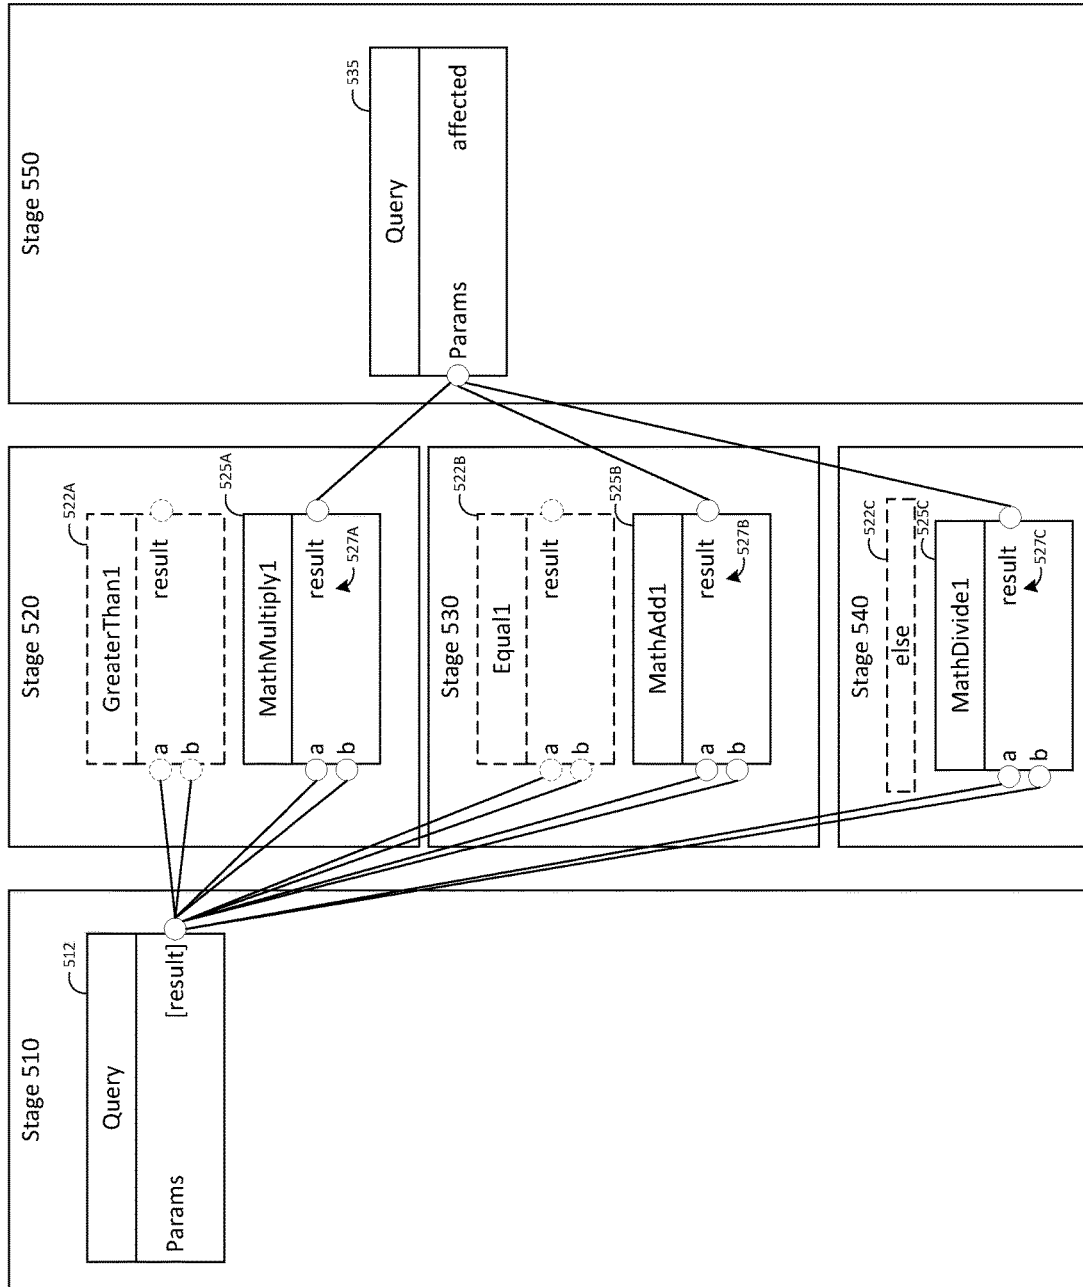 Stage 510
512
Query
Params [result]
Stage 520
522A
GreaterThan1
a result
b
525A
MathMultiply1
a result
b
527A
Stage 530
522B
Equal1
a result
b
525B
MathAdd1
a result
b
527B
Stage 540
522C
else
525C
MathDivide1
a result
b
527C
Stage 550
535
Query
Params affected